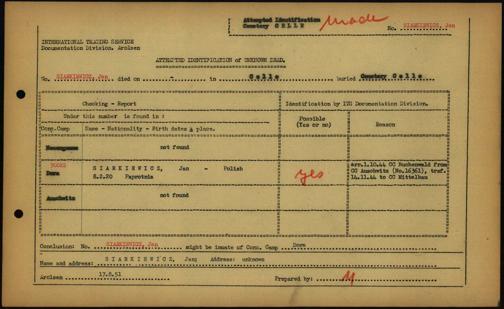 Attempted Identification
Cemetery CELLE
made
No. SIARKIEWICZ, Jan
INTERNATIONAL TRACING SERVICE
Documentation Division, Arolsen
ATTEMPTED IDENTIFICATION of UNKNOWN DEAD.
No. SIARKIEWICZ, Jan died on - in Celle buried Cemetery Celle
Checking - Report
Identification by ITS Documentation Division.
Under this number is found in:
Possible (Yes or no)
Reason
Conc.Camp Name - Nationality - Birth dates & place.
Neuengamme not found
Dora SIARKIEWICZ, Jan - Polish
8.2.20 Paprotnia
yes
arr.1.10.44 CC Buchenwald from
CC Auschwitz (No.16361), trsf.
14.11.44 to CC Mittelbau
Auschwitz not found
Conclusion: No. SIARKIEWICZ, Jan might be inmate of Conc. Camp Dora
Name and address: SIARKIEWICZ, Jan; Address: unknown
Arolsen 17.8.51 Prepared by: